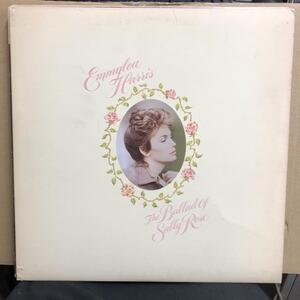 Emmylou
Harris
The Ballad Of
Sally Rose